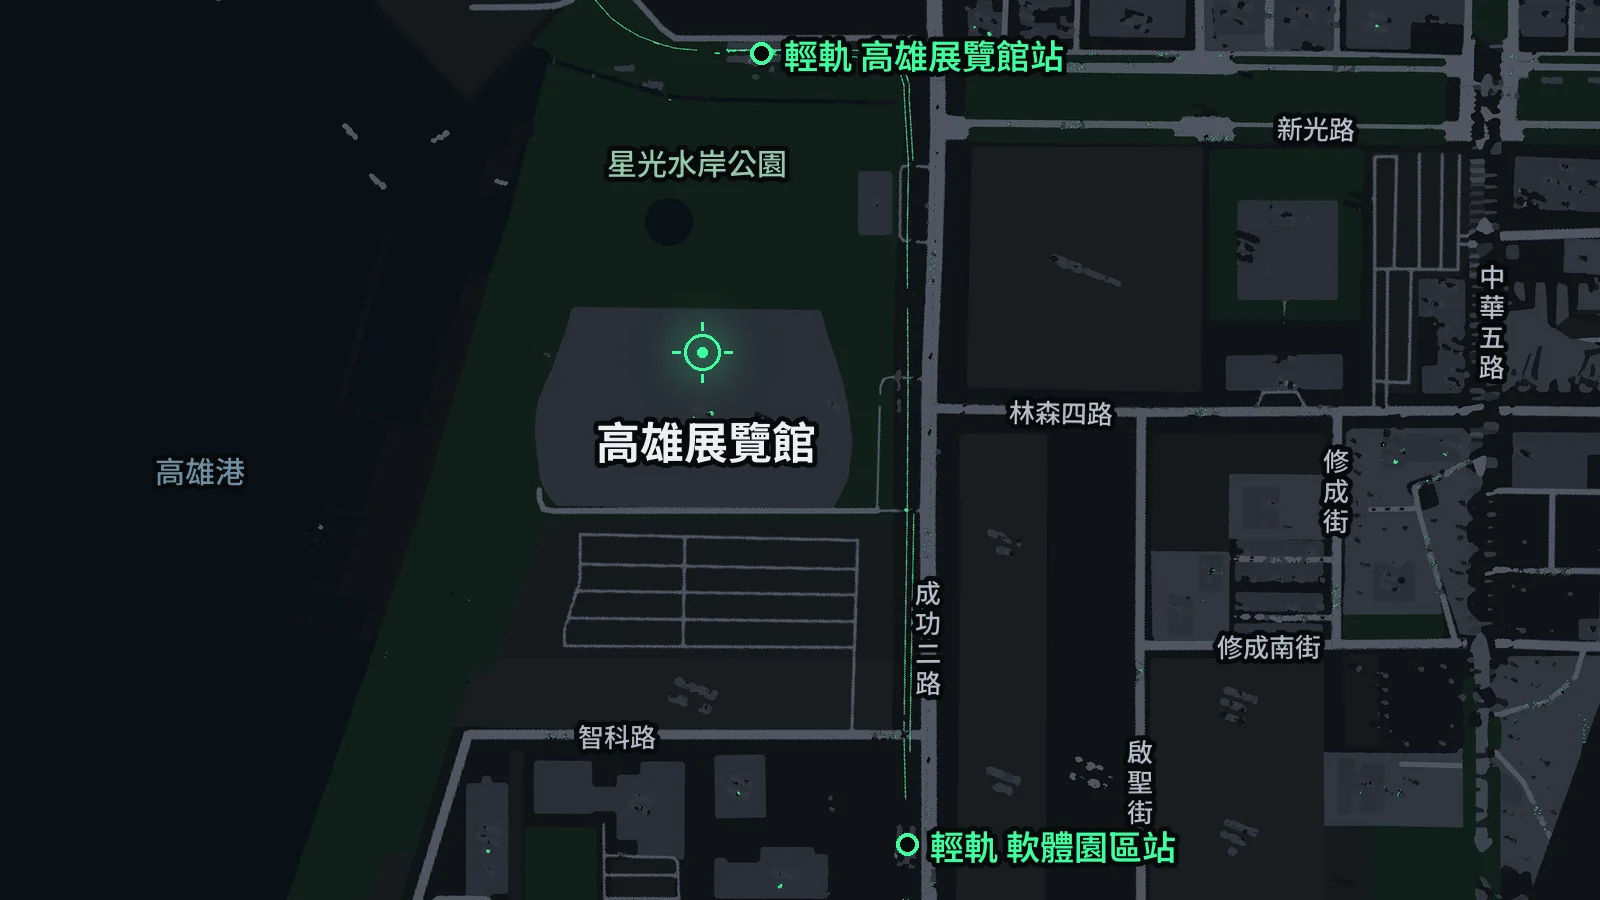 輕軌 高雄展覽館站
新光路
星光水岸公園
中華五路
林森四路
高雄展覽館
修成街
高雄港
成功三路
修成南街
智科路
啟聖街
輕軌 軟體園區站